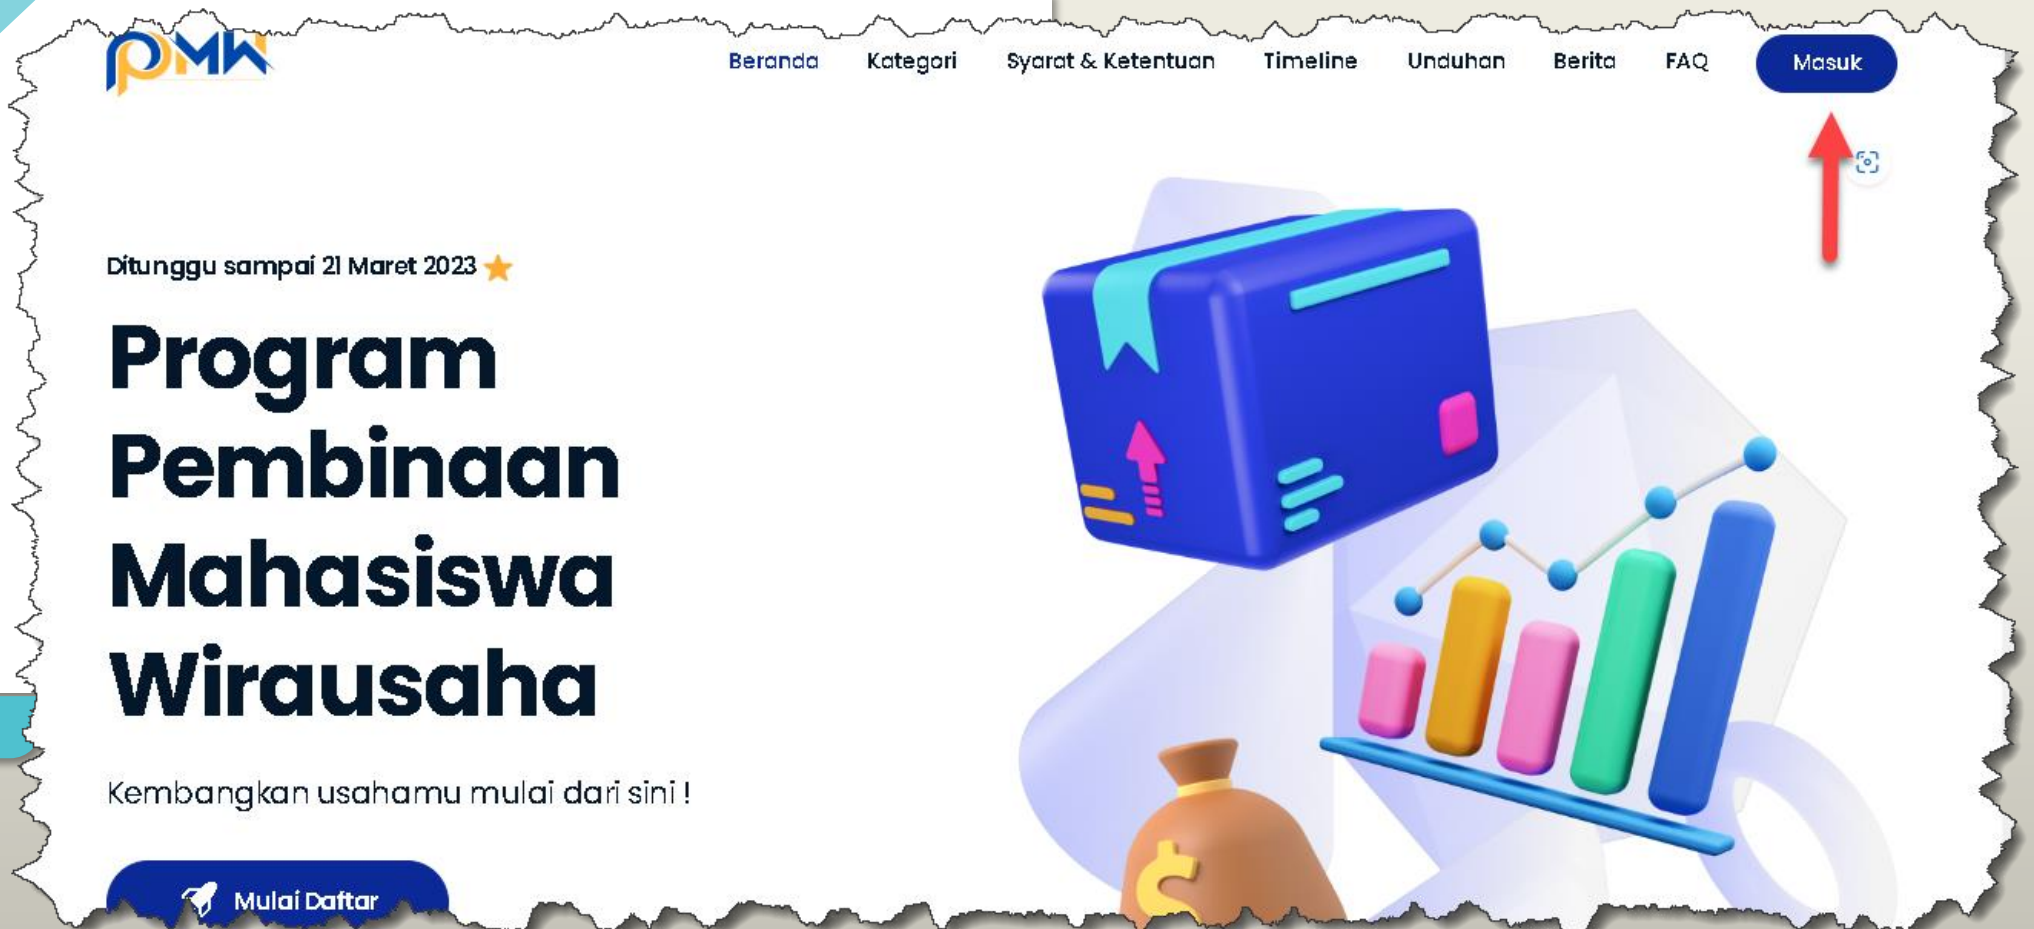 PMW
Beranda Kategori Syarat & Ketentuan Timeline Unduhan Berita FAQ Masuk
Ditunggu sampai 21 Maret 2023
Program
Pembinaan
Mahasiswa
Wirausaha
Kembangkan usahamu mulai dari sini !
Mulai Daftar
$